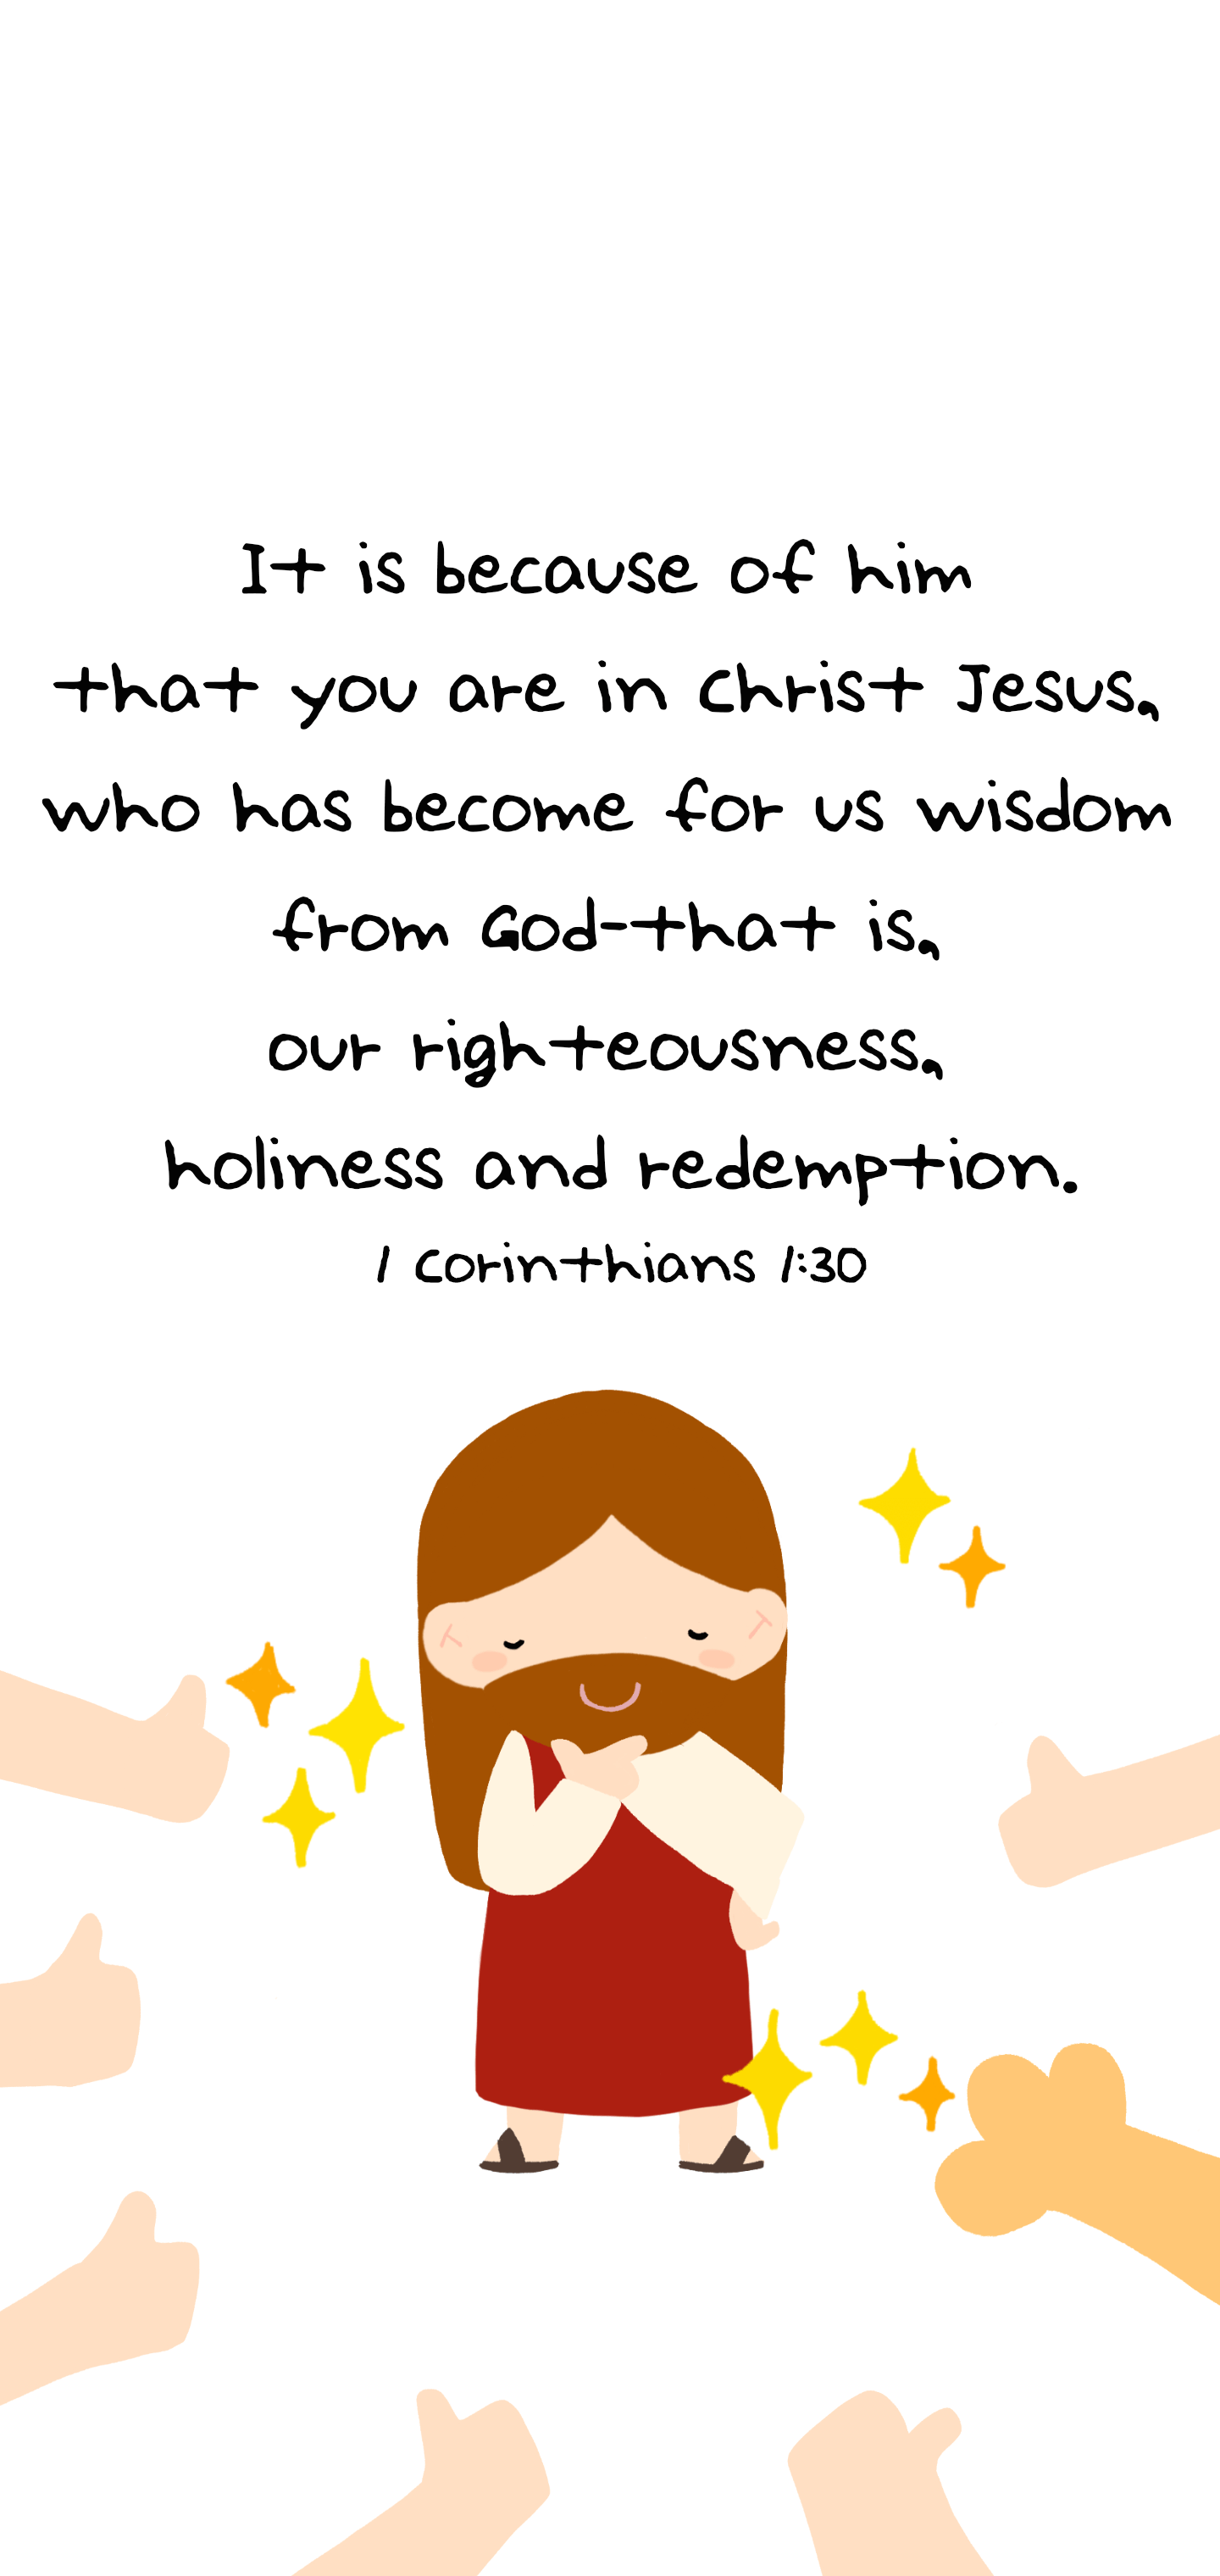 It is because of him
that you are in Christ Jesus,
who has become for us wisdom
from God-that is,
our righteousness,
holiness and redemption.
1 Corinthians 1:30